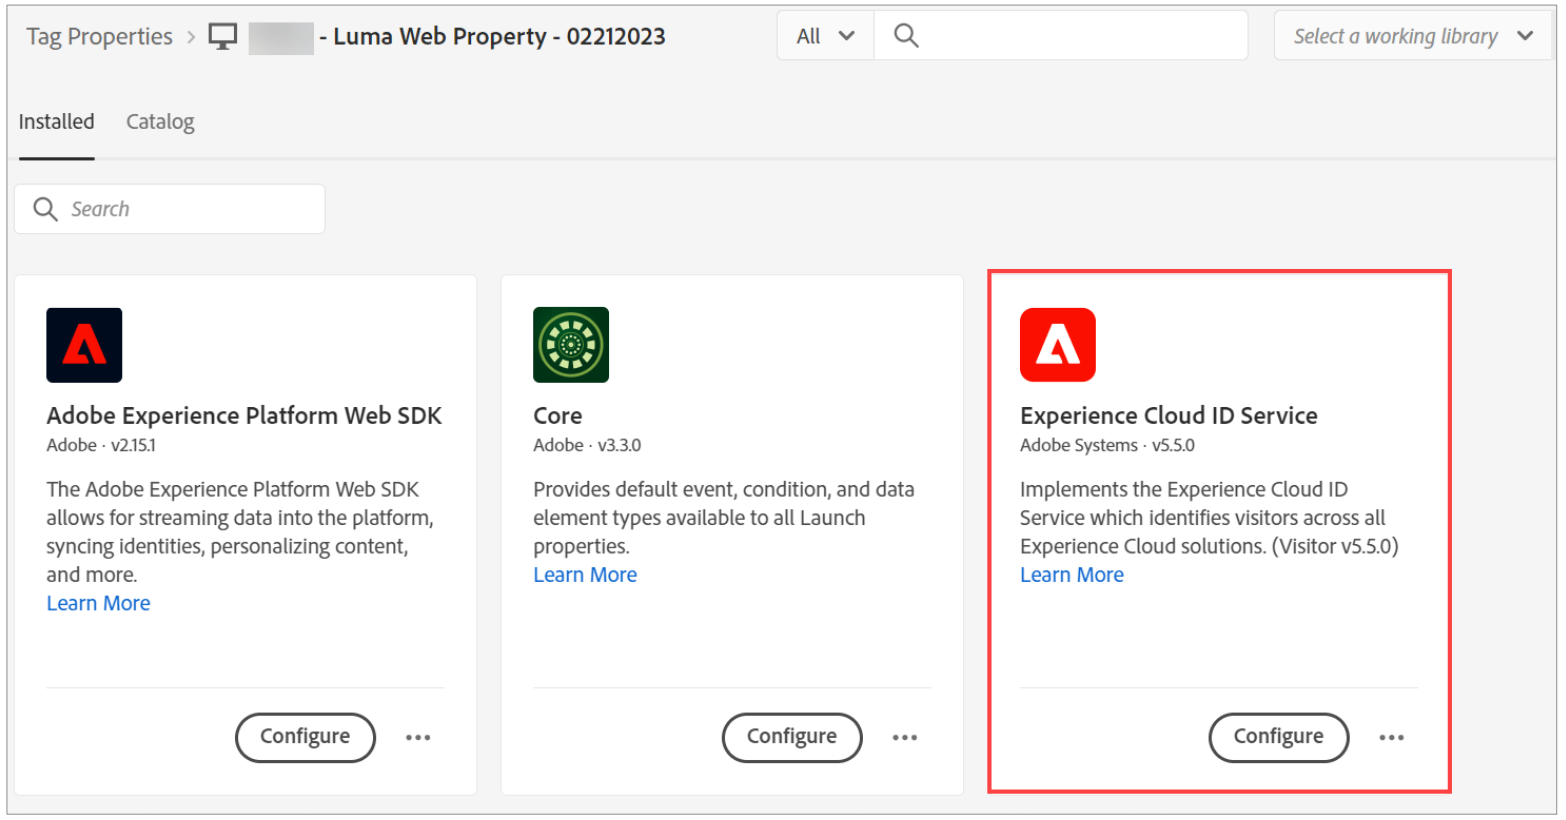 Tag Properties > - Luma Web Property - 02212023
All
Select a working library
Installed Catalog
Search
Adobe Experience Platform Web SDK
Adobe · v2.15.1
The Adobe Experience Platform Web SDK
allows for streaming data into the platform,
syncing identities, personalizing content,
and more.
Learn More
Configure
Core
Adobe · v3.3.0
Provides default event, condition, and data
element types available to all Launch
properties.
Learn More
Configure
Experience Cloud ID Service
Adobe Systems · v5.5.0
Implements the Experience Cloud ID
Service which identifies visitors across all
Experience Cloud solutions. (Visitor v5.5.0)
Learn More
Configure